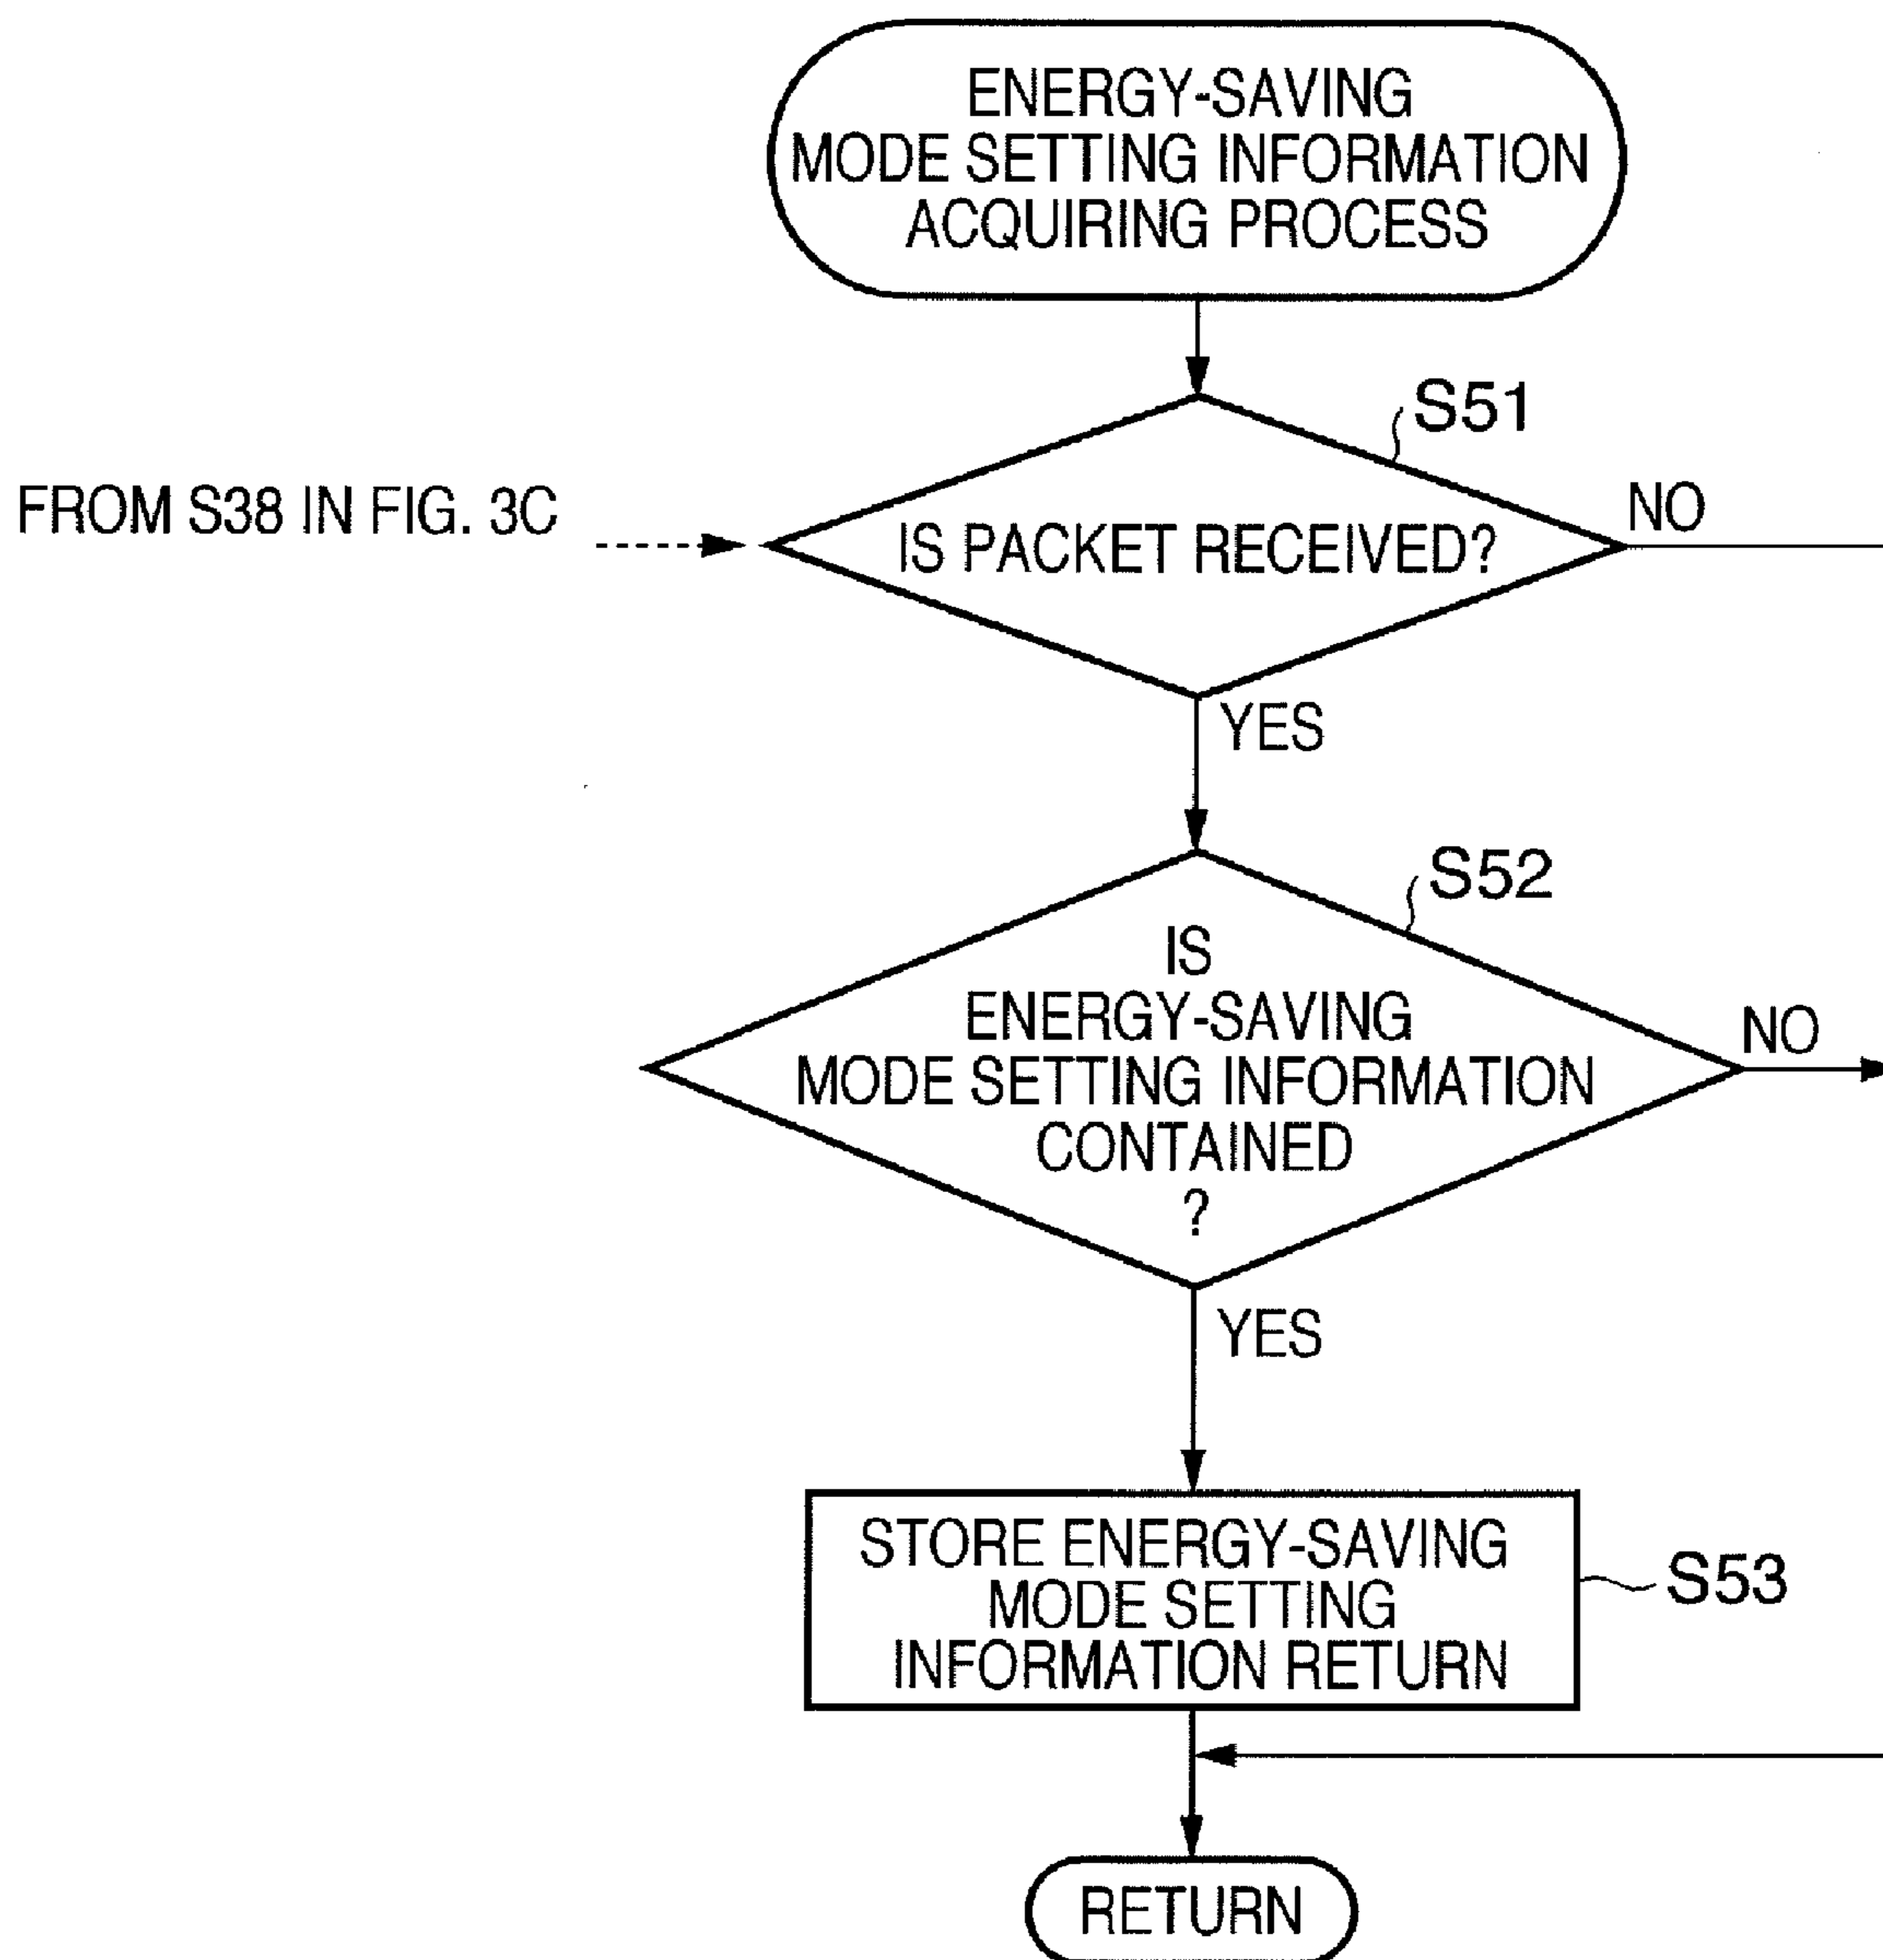 ENERGY-SAVING
MODE SETTING INFORMATION
ACQUIRING PROCESS
S51
FROM S38 IN FIG. 3C
IS PACKET RECEIVED?
NO
YES
S52
IS
ENERGY-SAVING
MODE SETTING INFORMATION
CONTAINED
?
NO
YES
STORE ENERGY-SAVING
MODE SETTING
INFORMATION RETURN
S53
RETURN